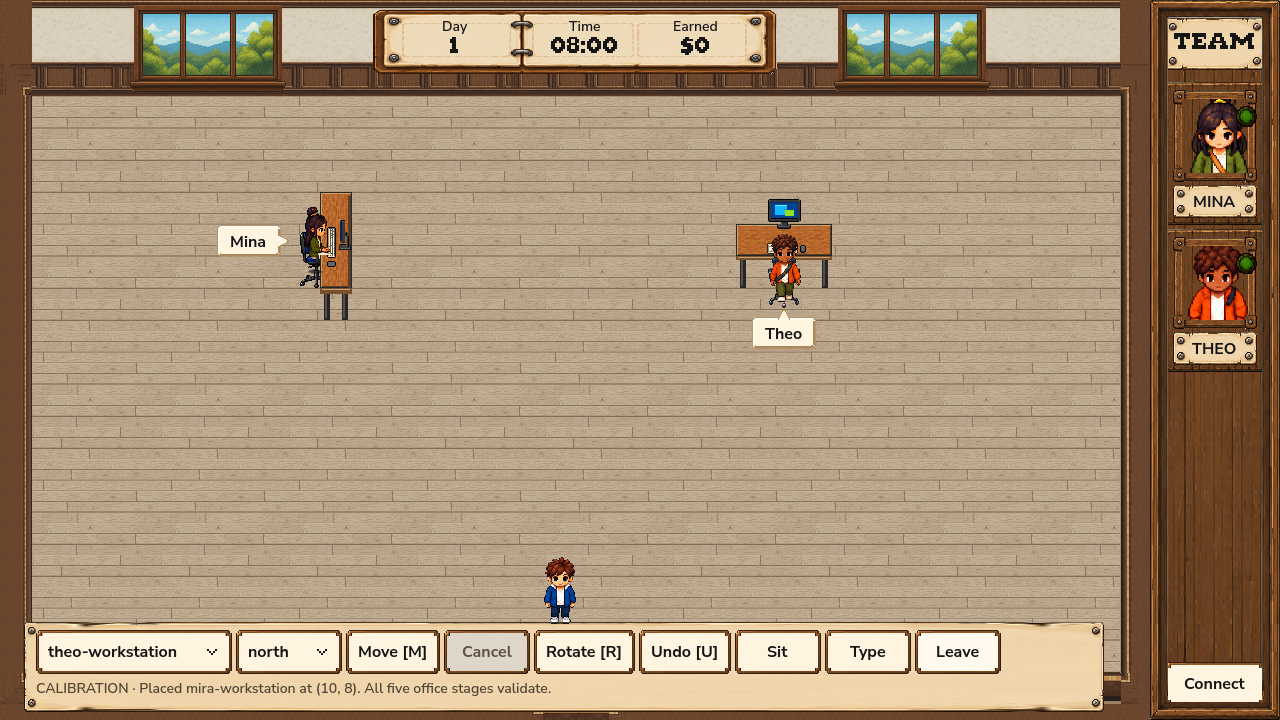 Day
1
Time
08:00
Earned
$0
TEAM
MINA
THEO
Mina
Theo
theo-workstation
north
Move [M]
Cancel
Rotate [R]
Undo [U]
Sit
Type
Leave
CALIBRATION · Placed mira-workstation at (10, 8). All five office stages validate.
Connect